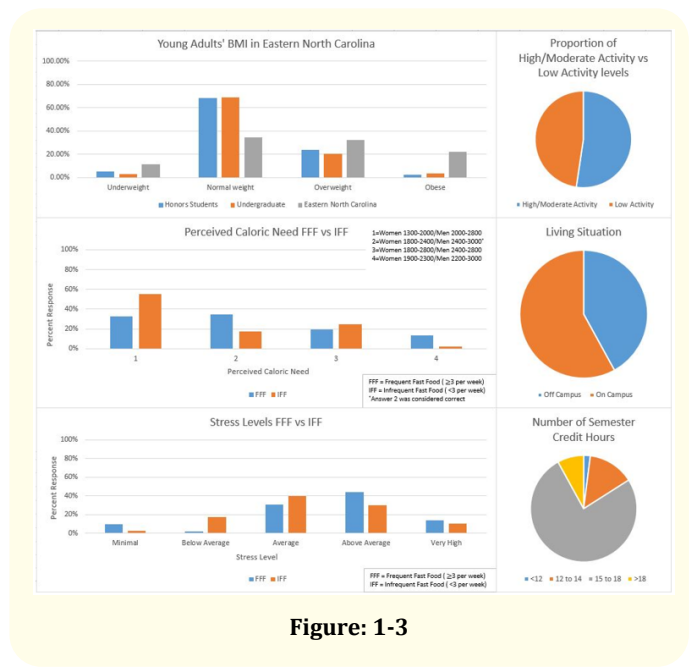 Young Adults' BMI in Eastern North Carolina
100.00%
80.00%
60.00%
40.00%
20.00%
0.00%
Underweight Normal weight Overweight Obese
Honors Students Undergraduate Eastern North Carolina
Proportion of
High/Moderate Activity vs
Low Activity levels
High/Moderate Activity Low Activity
Perceived Caloric Need FFF vs IFF
1=Women 1300-2000/Men 2000-2800
2=Women 1800-2400/Men 2400-3000*
3=Women 1800-2800/Men 2400-2800
4=Women 1900-2300/Men 2200-3000
100%
80%
60%
40%
20%
0%
Percent Response
1 2 3 4
Perceived Caloric Need
FFF IFF
FFF = Frequent Fast Food ( ≥3 per week)
IFF = Infrequent Fast Food ( <3 per week)
*Answer 2 was considered correct
Living Situation
Off Campus On Campus
Stress Levels FFF vs IFF
100%
80%
60%
40%
20%
0%
Percent Response
Minimal Below Average Average Above Average Very High
Stress Level
FFF IFF
FFF = Frequent Fast Food ( ≥3 per week)
IFF = Infrequent Fast Food ( <3 per week)
Number of Semester
Credit Hours
<12 12 to 14 15 to 18 >18
Figure: 1-3